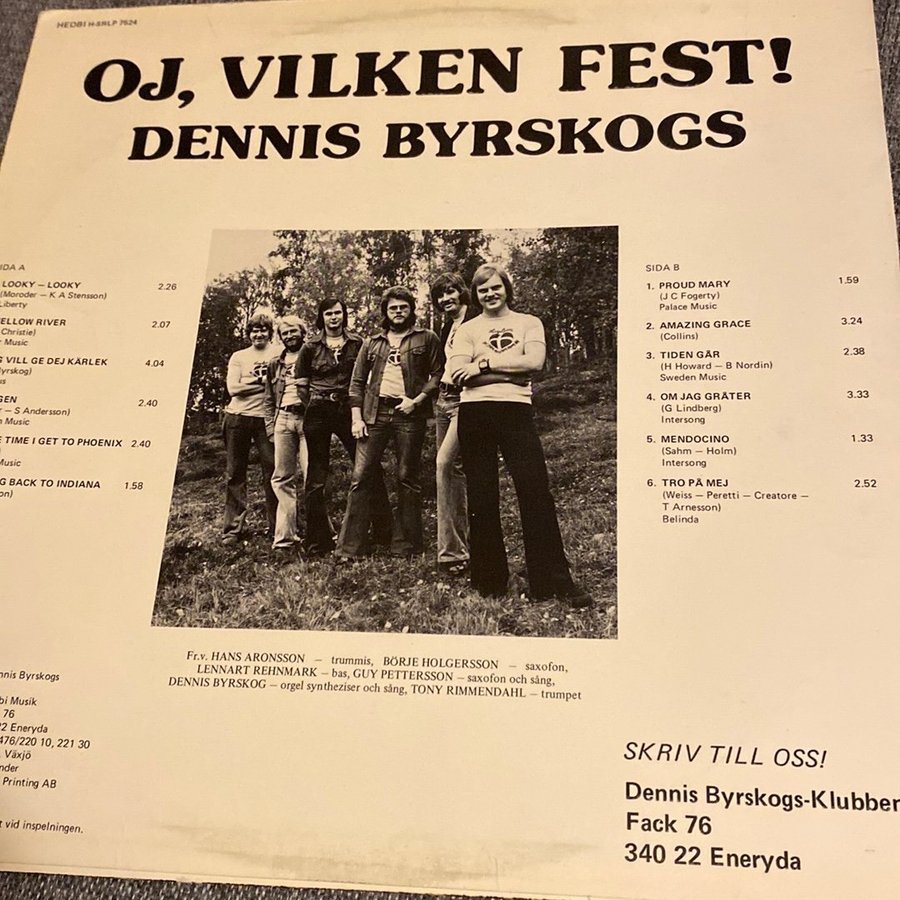 HEDBI H-SRLP 7624
OJ, VILKEN FEST!
DENNIS BYRSKOGS
IDA A
LOOKY – LOOKY 2.26
(Moroder – K A Stensson)
Liberty
ELLOW RIVER 2.07
Christie)
Music
G VILL GE DEJ KÄRLEK 4.04
yrskog)
GEN 2.40
– S Andersson)
Music
E TIME I GET TO PHOENIX 2.40
Music
G BACK TO INDIANA 1.58
on)
SIDA B
1. PROUD MARY 1.59
(J C Fogerty)
Palace Music
2. AMAZING GRACE 3.24
(Collins)
3. TIDEN GÅR 2.38
(H Howard – B Nordin)
Sweden Music
4. OM JAG GRÄTER 3.33
(G Lindberg)
Intersong
5. MENDOCINO 1.33
(Sahm – Holm)
Intersong
6. TRO PÅ MEJ 2.52
(Weiss – Peretti – Creatore –
T Arnesson)
Belinda
Fr.v. HANS ARONSSON – trummis, BÖRJE HOLGERSSON – saxofon,
LENNART REHNMARK – bas, GUY PETTERSSON – saxofon och sång,
DENNIS BYRSKOG – orgel syntheziser och sång, TONY RIMMENDAHL – trumpet
nnis Byrskogs
bi Musik
76
22 Eneryda
476/220 10, 221 30
Växjö
nder
Printing AB
t vid inspelningen.
SKRIV TILL OSS!
Dennis Byrskogs-Klubben
Fack 76
340 22 Eneryda